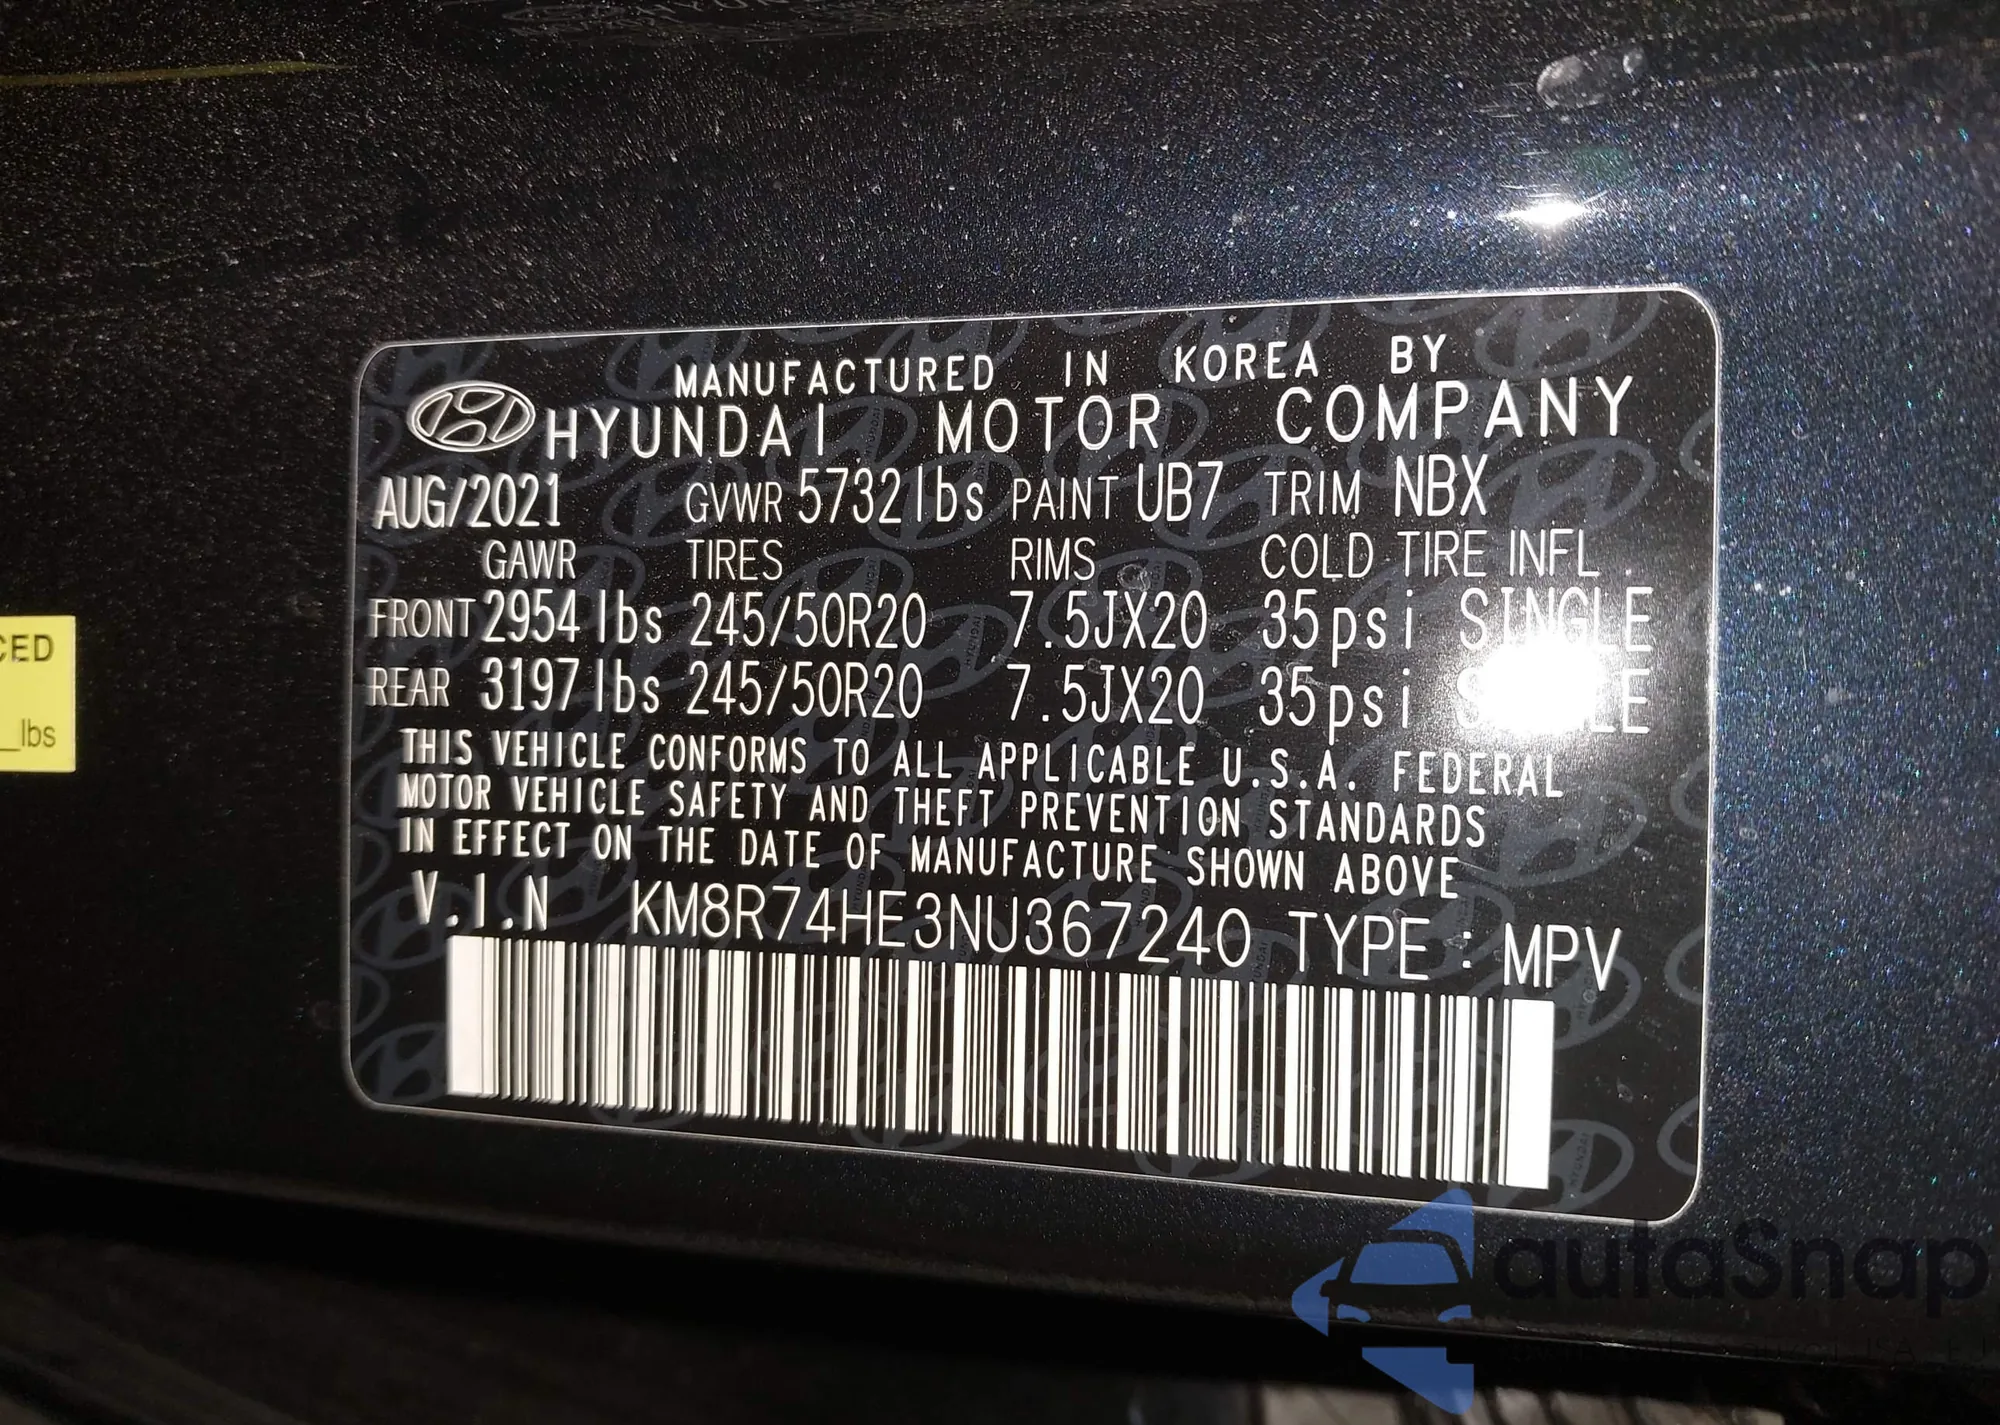 MANUFACTURED IN KOREA BY
HYUNDAI MOTOR COMPANY
AUG/2021 GVWR 5732lbs PAINT UB7 TRIM NBX
GAWR TIRES RIMS COLD TIRE INFL.
FRONT 2954lbs 245/50R20 7.5JX20 35psi SINGLE
REAR 3197lbs 245/50R20 7.5JX20 35psi SINGLE
THIS VEHICLE CONFORMS TO ALL APPLICABLE U.S.A. FEDERAL
MOTOR VEHICLE SAFETY AND THEFT PREVENTION STANDARDS
IN EFFECT ON THE DATE OF MANUFACTURE SHOWN ABOVE
V.I.N KM8R74HE3NU367240 TYPE : MPV
CED
_lbs
autoSnap